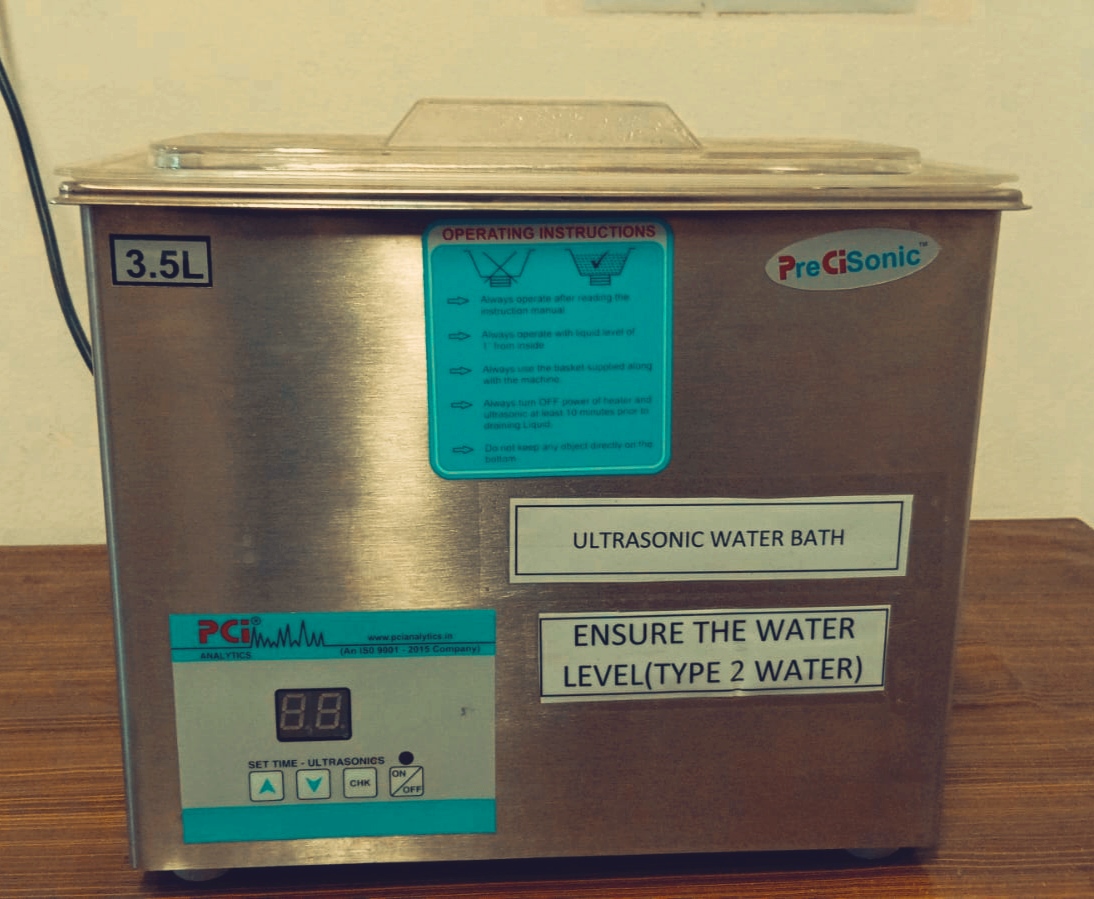 OPERATING INSTRUCTIONS
3.5L
PreCiSonic™
Always operate after reading the
instruction manual
Always operate with liquid level of
1" from inside
Always use the basket supplied along
with the machine.
Always turn OFF power of heater and
ultrasonic at least 10 minutes prior to
draining Liquid.
Do not keep any object directly on the
bottom.
ULTRASONIC WATER BATH
ENSURE THE WATER
LEVEL(TYPE 2 WATER)
PCi®
ANALYTICS
www.pcianalytics.in
(An ISO 9001 - 2015 Company)
SET TIME - ULTRASONICS
CHK
ON
OFF